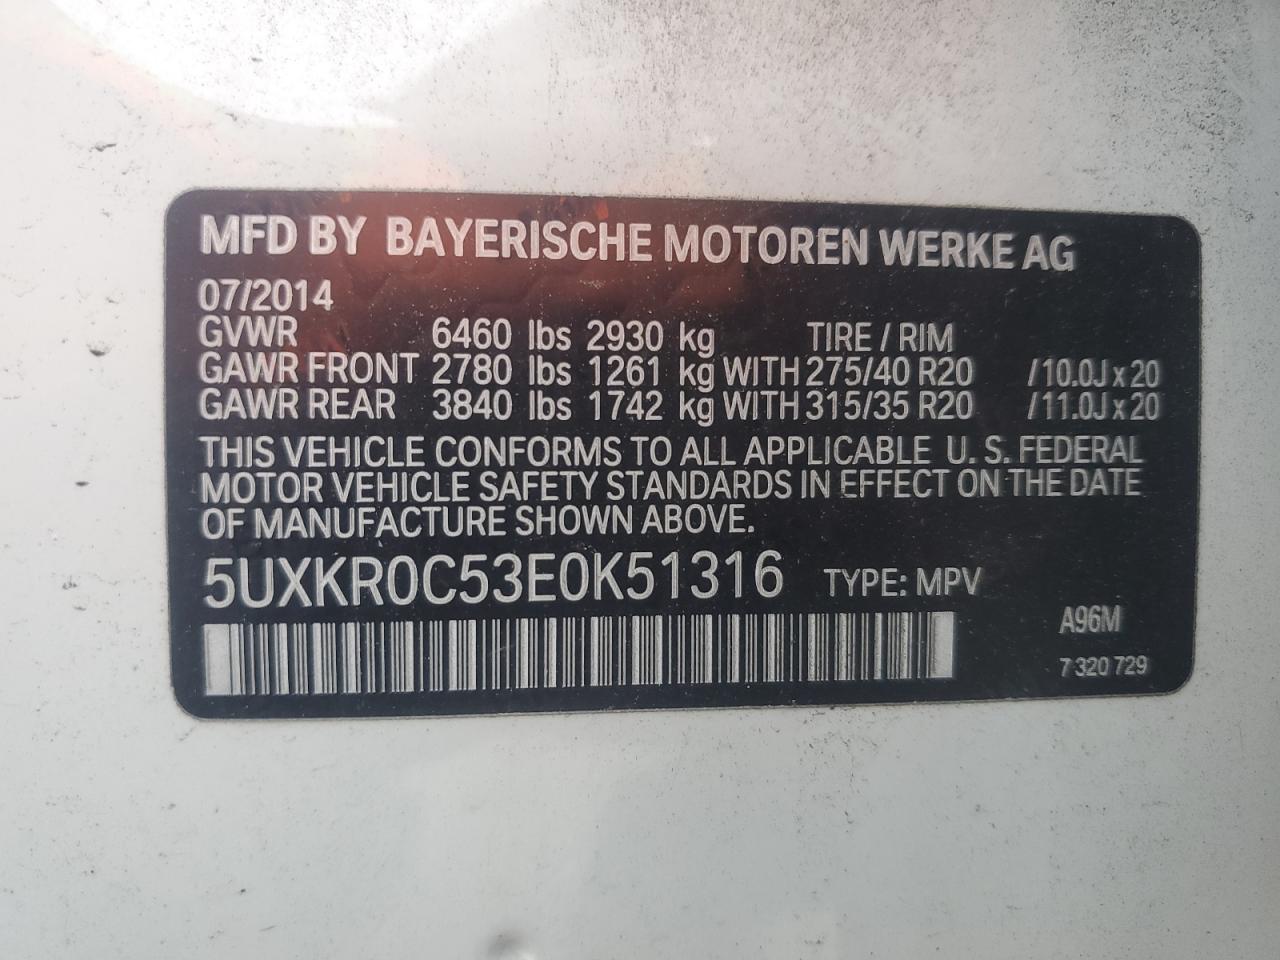 MFD BY BAYERISCHE MOTOREN WERKE AG
07/2014
GVWR 6460 lbs 2930 kg TIRE / RIM
GAWR FRONT 2780 lbs 1261 kg WITH 275/40 R20 /10.0J x 20
GAWR REAR 3840 lbs 1742 kg WITH 315/35 R20 /11.0J x 20
THIS VEHICLE CONFORMS TO ALL APPLICABLE U. S. FEDERAL
MOTOR VEHICLE SAFETY STANDARDS IN EFFECT ON THE DATE
OF MANUFACTURE SHOWN ABOVE.
5UXKR0C53E0K51316 TYPE: MPV
A96M
7 320 729